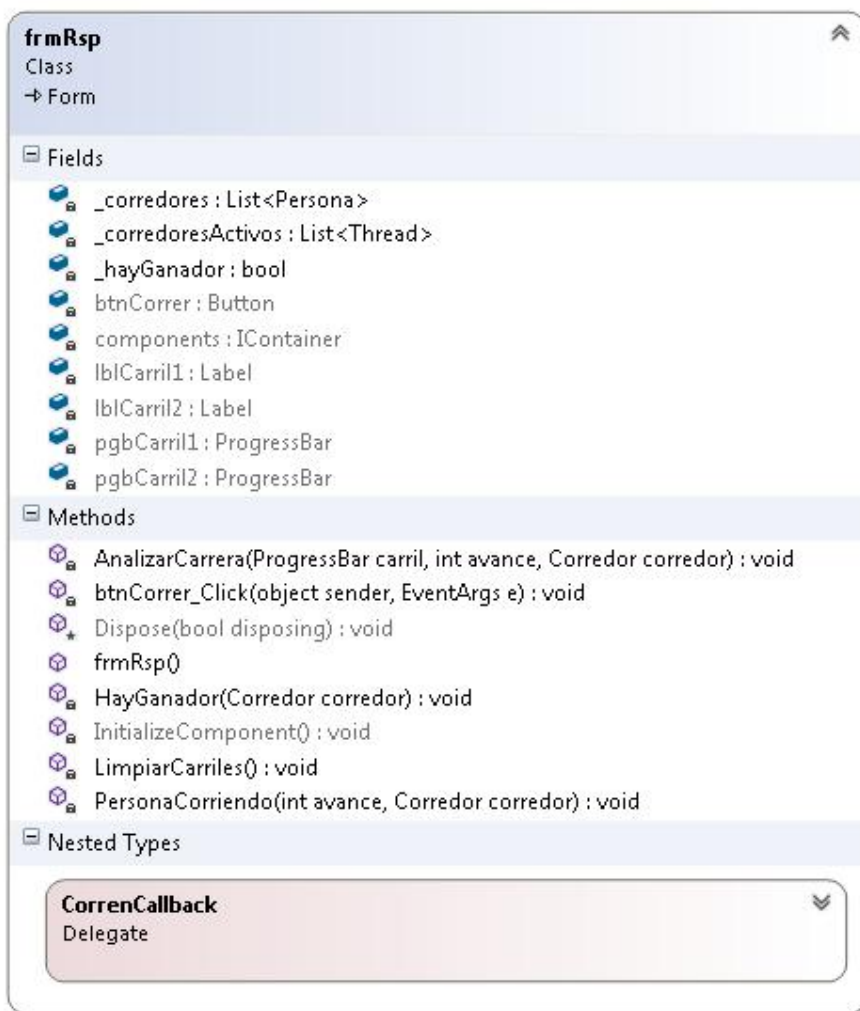 frmRsp
Class
Form
Fields
_corredores : List<Persona>
_corredoresActivos : List<Thread>
_hayGanador : bool
btnCorrer : Button
components : IContainer
lblCarril1 : Label
lblCarril2 : Label
pgbCarril1 : ProgressBar
pgbCarril2 : ProgressBar
Methods
AnalizarCarrera(ProgressBar carril, int avance, Corredor corredor) : void
btnCorrer_Click(object sender, EventArgs e) : void
Dispose(bool disposing) : void
frmRsp()
HayGanador(Corredor corredor) : void
InitializeComponent() : void
LimpiarCarriles() : void
PersonaCorriendo(int avance, Corredor corredor) : void
Nested Types
CorrenCallback
Delegate